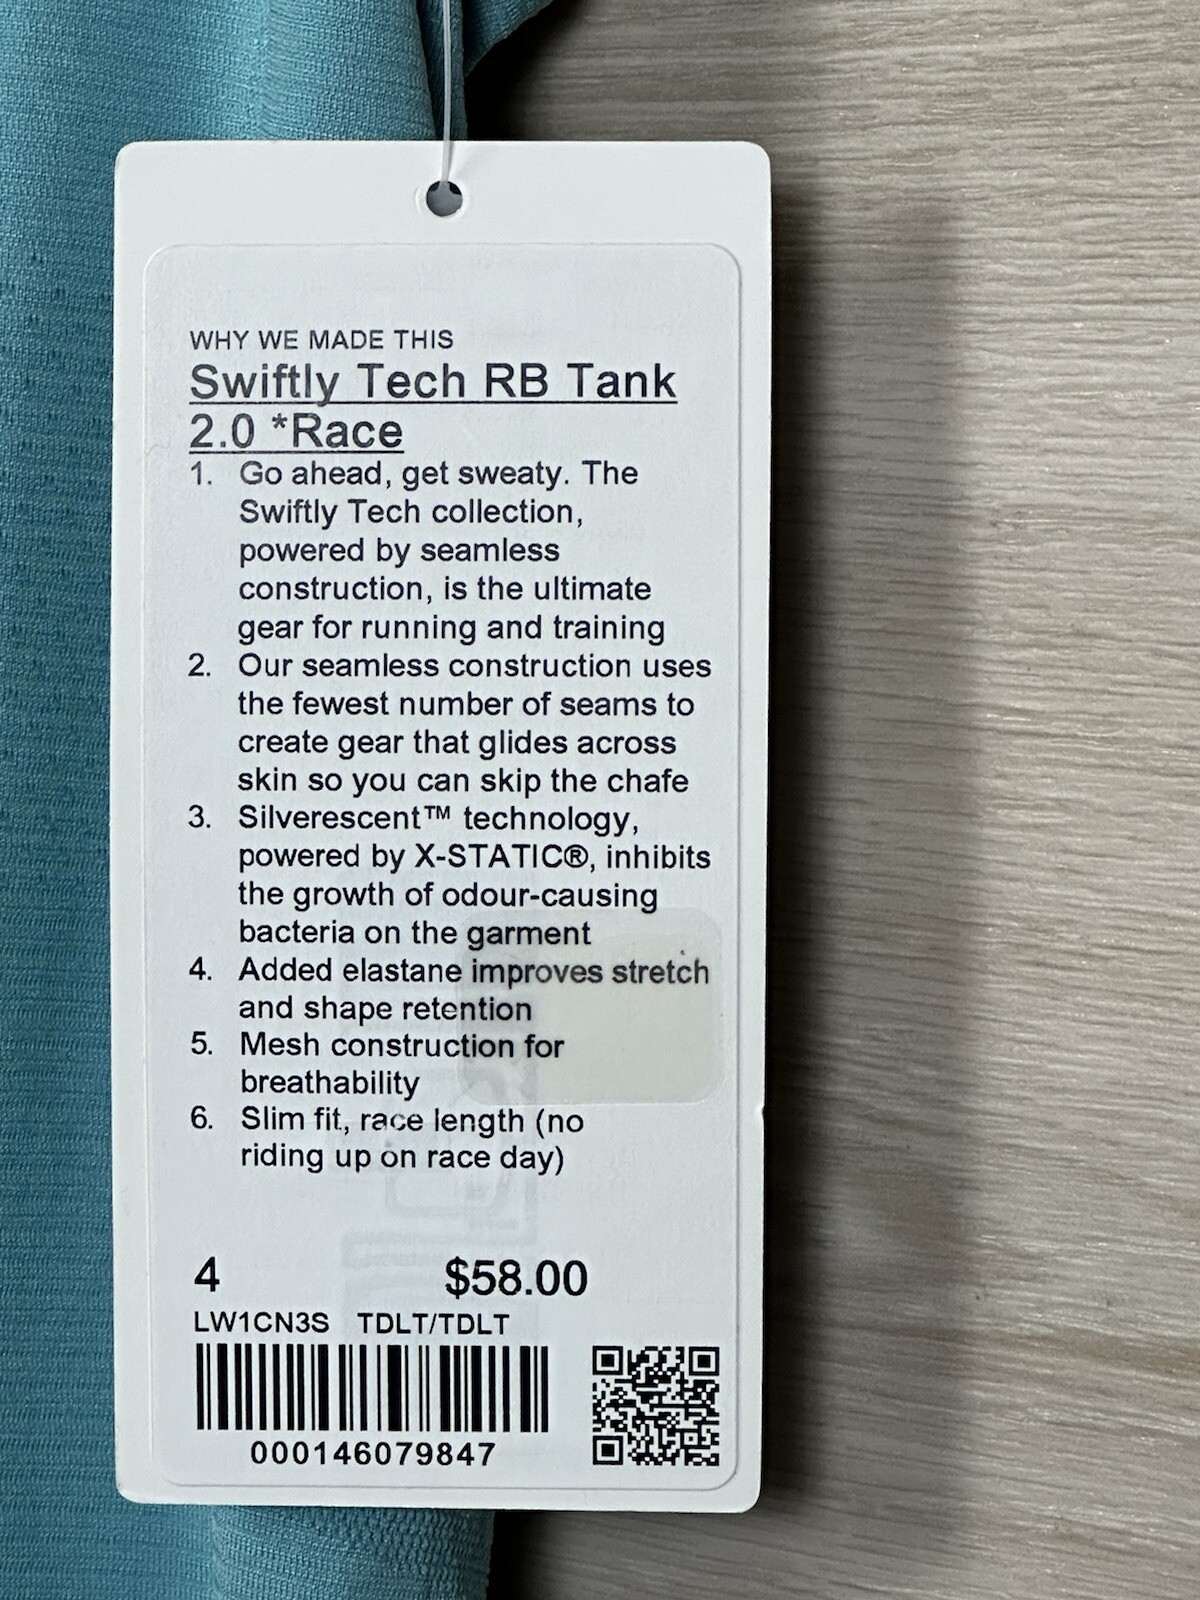 WHY WE MADE THIS
Swiftly Tech RB Tank
2.0 *Race
1. Go ahead, get sweaty. The
Swiftly Tech collection,
powered by seamless
construction, is the ultimate
gear for running and training
2. Our seamless construction uses
the fewest number of seams to
create gear that glides across
skin so you can skip the chafe
3. Silverescent™ technology,
powered by X-STATIC®, inhibits
the growth of odour-causing
bacteria on the garment
4. Added elastane improves stretch
and shape retention
5. Mesh construction for
breathability
6. Slim fit, race length (no
riding up on race day)
4 $58.00
LW1CN3S TDLT/TDLT
000146079847